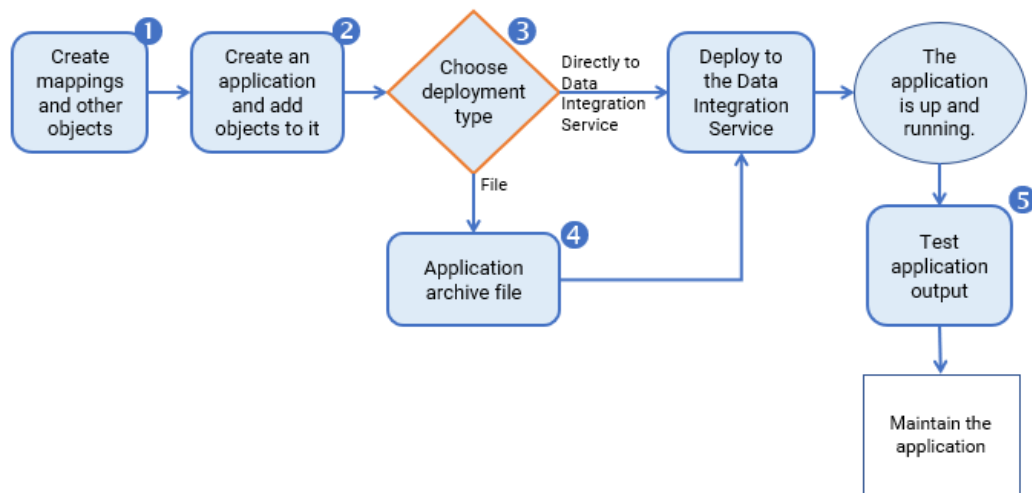 1
Create
mappings
and other
objects
2
Create an
application
and add
objects to it
3
Choose
deployment
type
Directly to
Data
Integration
Service
Deploy to
the Data
Integration
Service
The
application
is up and
running.
File
4
Application
archive file
5
Test
application
output
Maintain the
application